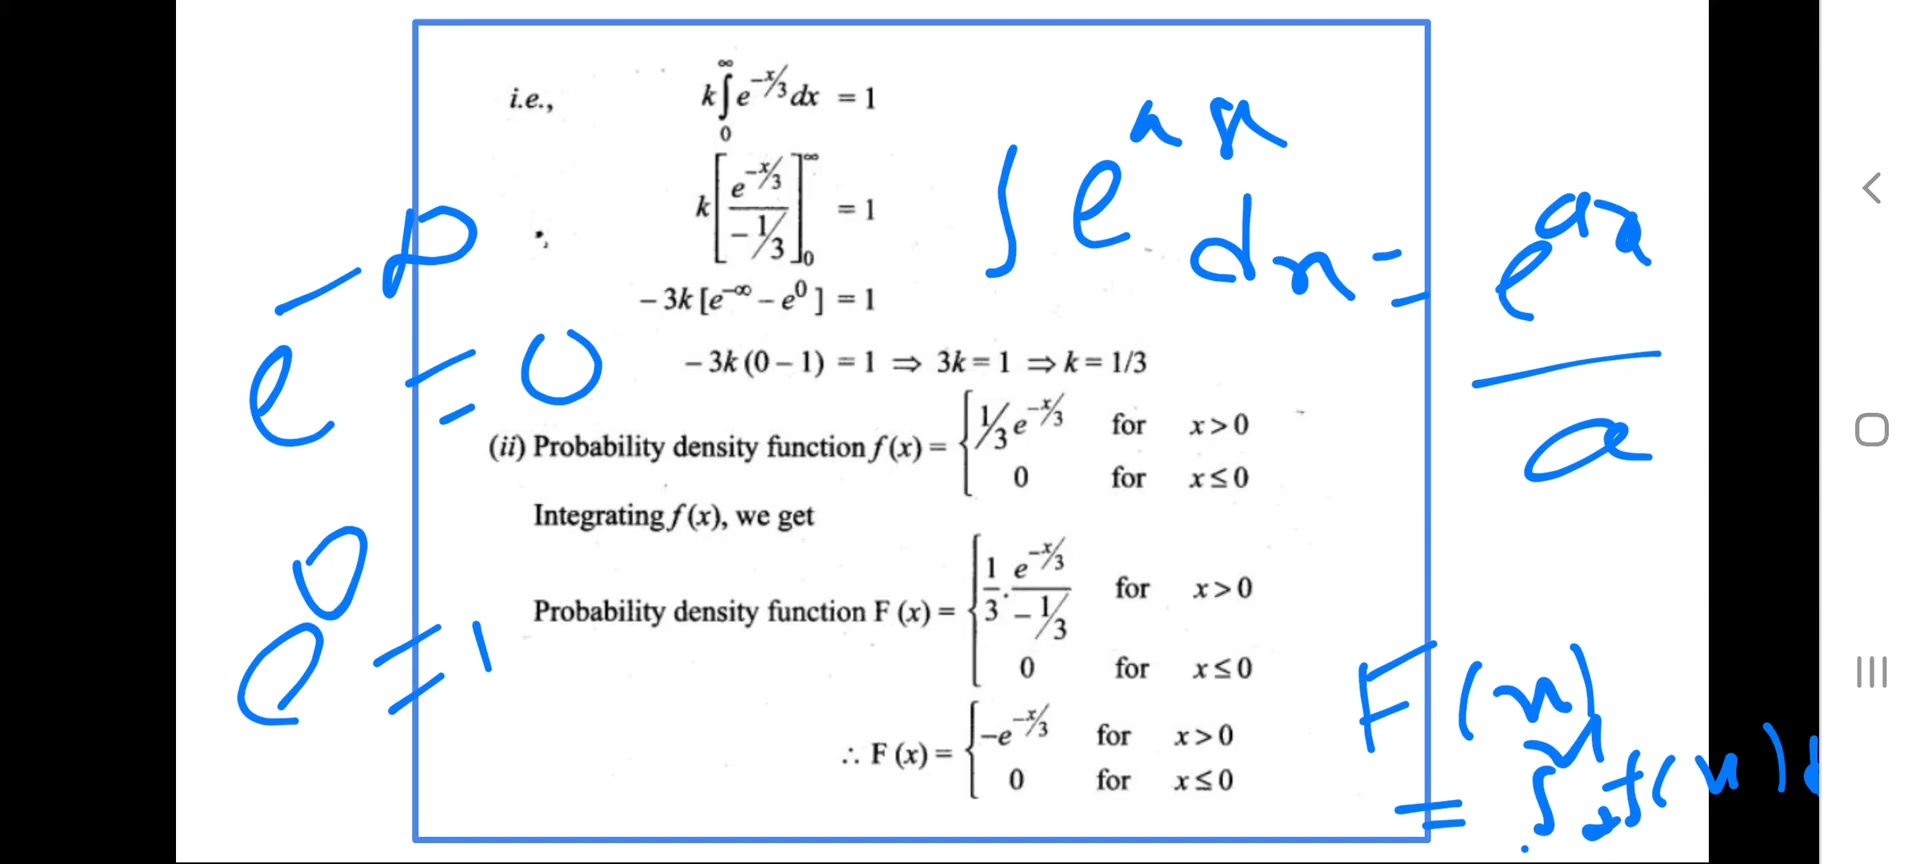 i.e., k∫₀^∞ e^(-x/3) dx = 1
k[e^(-x/3) / (-1/3)]₀^∞ = 1
– 3k [e^(-∞) – e^0] = 1
– 3k (0 – 1) = 1 ⇒ 3k = 1 ⇒ k = 1/3
(ii) Probability density function f (x) = { 1/3 e^(-x/3) for x > 0
0 for x ≤ 0
Integrating f (x), we get
Probability density function F (x) = { 1/3 · e^(-x/3) / (-1/3) for x > 0
0 for x ≤ 0
∴ F (x) = { –e^(-x/3) for x > 0
0 for x ≤ 0
∫ e^(ax) dx = e^(ax) / a
e^(-∞) = 0
e^0 = 1
F(x)
= ∫ f(x) d